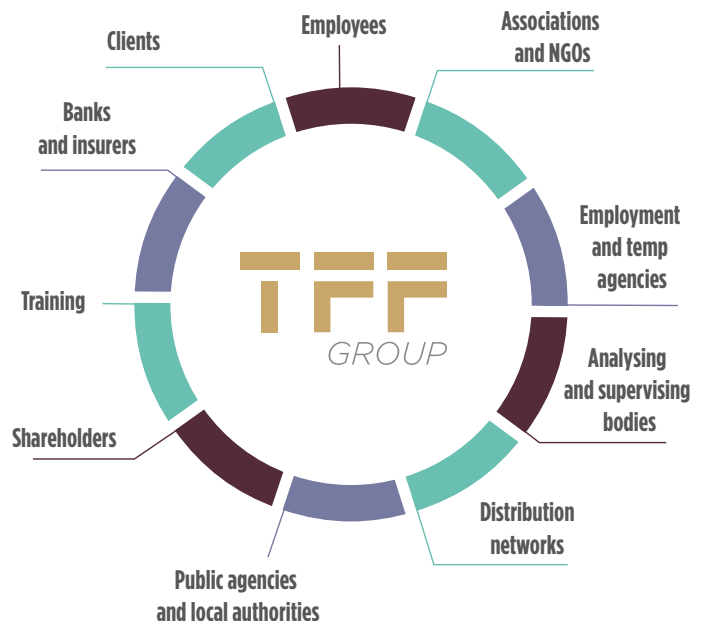 Employees
Associations
and NGOs
Clients
Banks
and insurers
Employment
and temp
agencies
TFF
GROUP
Training
Analysing
and supervising
bodies
Shareholders
Distribution
networks
Public agencies
and local authorities